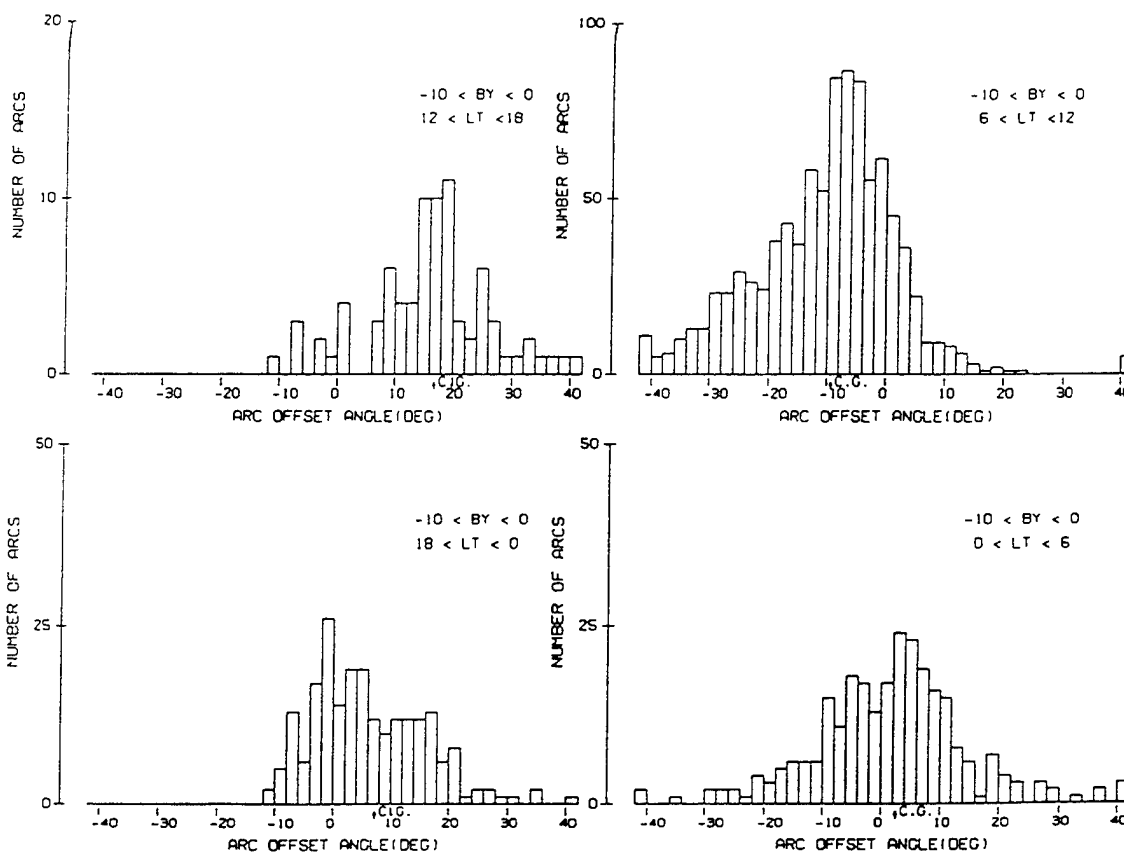 20
NUMBER OF ARCS
10
0
-10 < BY < 0
12 < LT <18
-40 -30 -20 -10 0 10 20 30 40
C.G.
ARC OFFSET ANGLE(DEG)
100
NUMBER OF ARCS
50
0
-10 < BY < 0
6 < LT <12
-40 -30 -20 -10 0 10 20 30 40
C.G.
ARC OFFSET ANGLE(DEG)
50
NUMBER OF ARCS
25
0
-10 < BY < 0
18 < LT < 0
-40 -30 -20 -10 0 10 20 30 40
C.G.
ARC OFFSET ANGLE(DEG)
50
NUMBER OF ARCS
25
0
-10 < BY < 0
0 < LT < 6
-40 -30 -20 -10 0 10 20 30 40
C.G.
ARC OFFSET ANGLE(DEG)